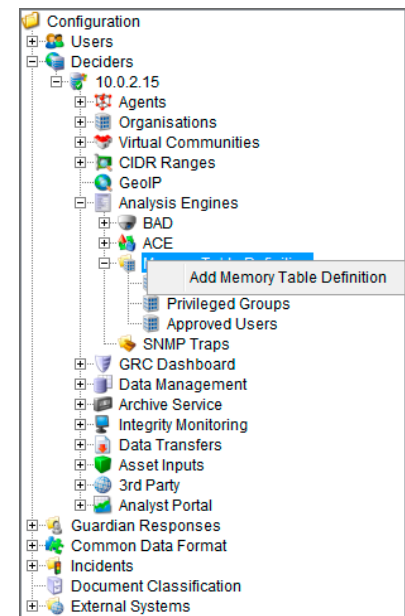 Configuration
Users
Deciders
10.0.2.15
Agents
Organisations
Virtual Communities
CIDR Ranges
GeoIP
Analysis Engines
BAD
ACE
Add Memory Table Definition
Privileged Groups
Approved Users
SNMP Traps
GRC Dashboard
Data Management
Archive Service
Integrity Monitoring
Data Transfers
Asset Inputs
3rd Party
Analyst Portal
Guardian Responses
Common Data Format
Incidents
Document Classification
External Systems